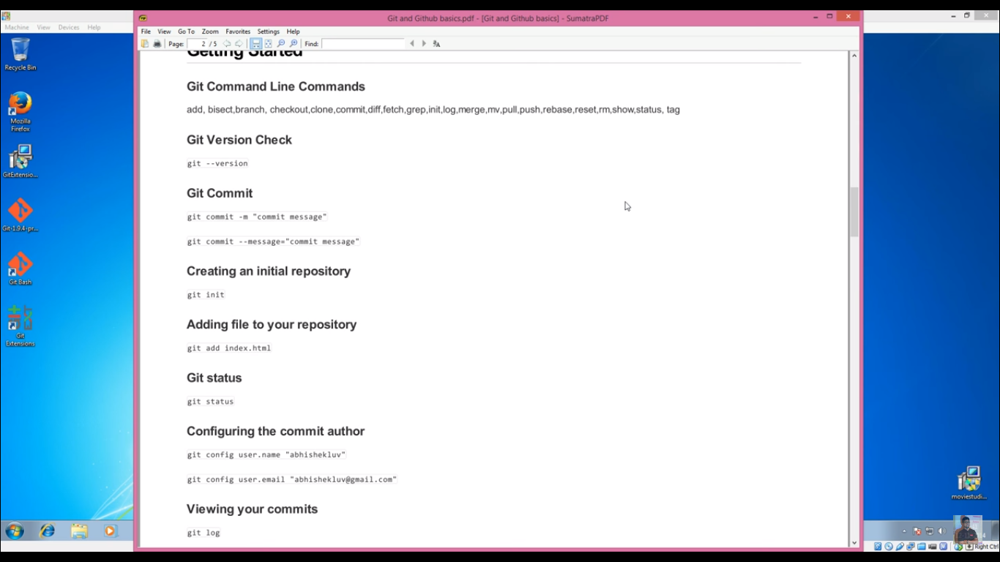 Git and Github basics.pdf - [Git and Github basics] - SumatraPDF
Machine View Devices Help
File View Go To Zoom Favorites Settings Help
Page: 2 / 5 Find:
Recycle Bin
Mozilla
Firefox
GitExtensio...
Git-1.9.4-pr...
Git Bash
Git
Extensions
Getting Started
Git Command Line Commands
add, bisect,branch, checkout,clone,commit,diff,fetch,grep,init,log,merge,mv,pull,push,rebase,reset,rm,show,status, tag
Git Version Check
git --version
Git Commit
git commit -m "commit message"
git commit --message="commit message"
Creating an initial repository
git init
Adding file to your repository
git add index.html
Git status
git status
Configuring the commit author
git config user.name "abhishekluv"
git config user.email "abhishekluv@gmail.com"
Viewing your commits
git log
moviestudi...
Right Ctrl